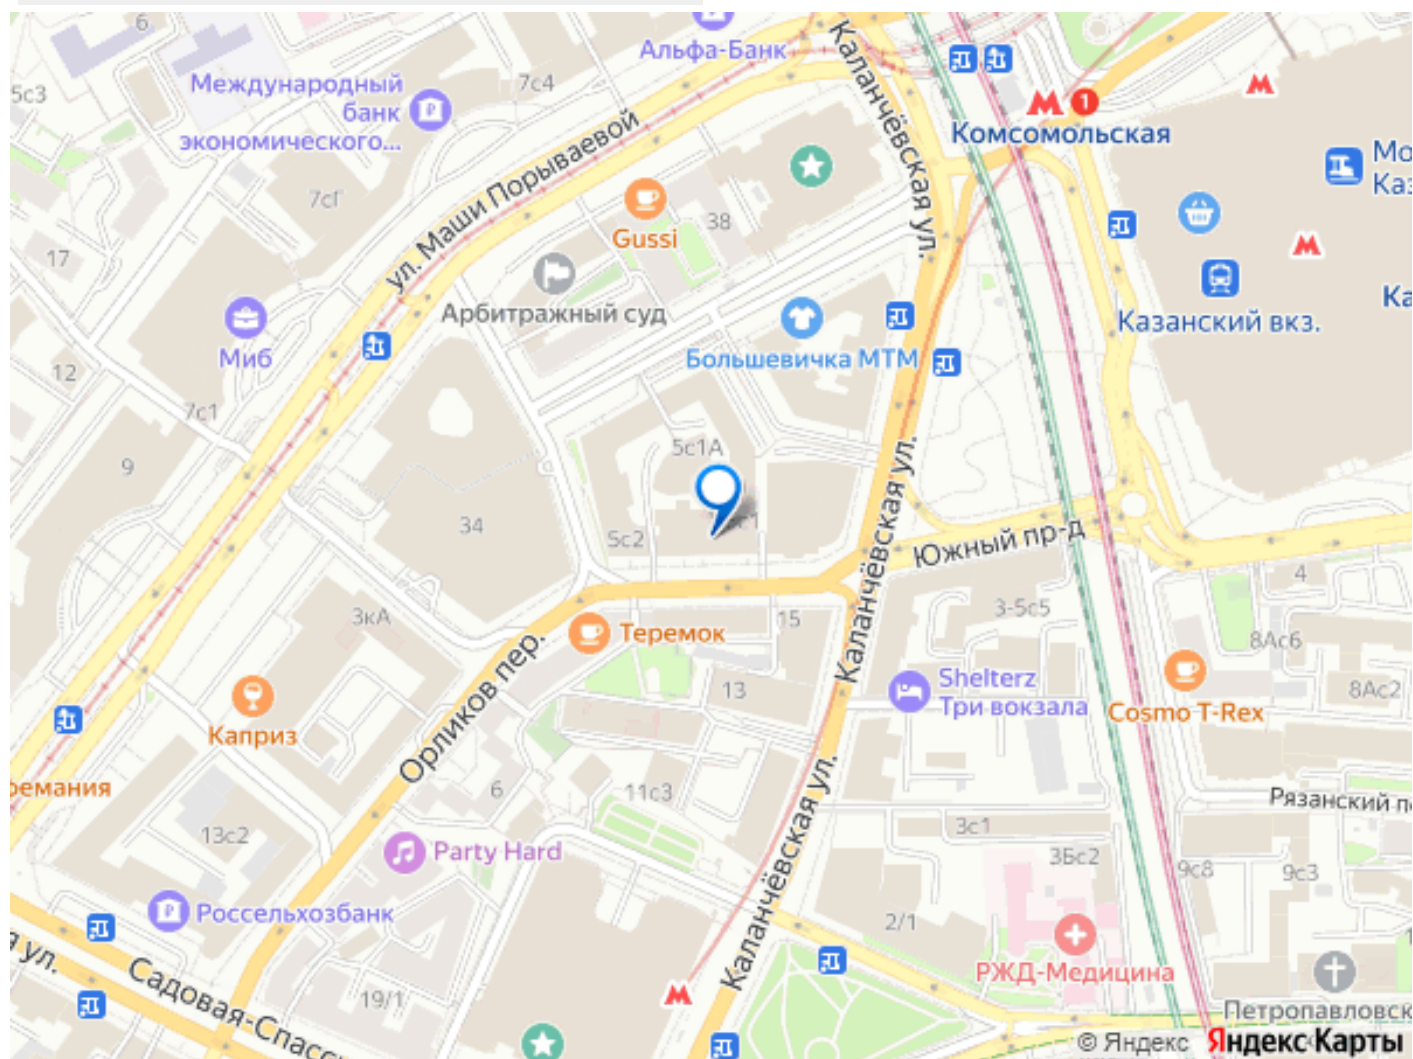 6
Альфа-Банк
Каланчёвская ул.
Международный
банк
экономического...
7с4
5с3
Комсомольская
1
Мо
Каз
ул. Маши Порываевой
7сГ
38
Gussi
17
Арбитражный суд
Ка
Казанский вкз.
Миб
Большевичка МТМ
12
7с1
5с1А
9
Каланчёвская ул.
34
5с2
Южный пр-д
4
3-5с5
3кА
15
Теремок
8Ас6
Орликов пер.
13
Shelterz
Три вокзала
8Ас2
Cosmo T-Rex
Каприз
ремания
6
11с3
Рязанский п
13с2
3с1
Party Hard
3Бс2
9с8
9с3
Россельхозбанк
2/1
Каланчёвская ул.
я ул.
Садовая-Спасс
РЖД-Медицина
19/1
Петропавловск
© Яндекс
Яндекс Карты